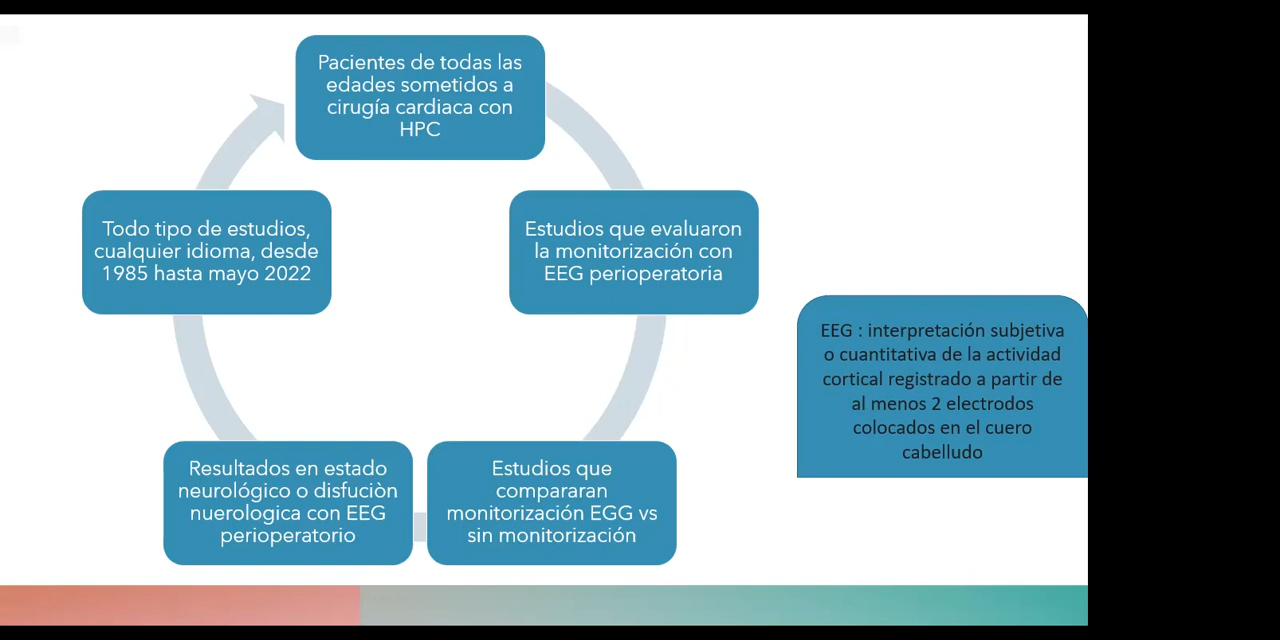 Pacientes de todas las
edades sometidos a
cirugía cardiaca con
HPC
Estudios que evaluaron
la monitorización con
EEG perioperatoria
Estudios que
compararan
monitorización EGG vs
sin monitorización
Resultados en estado
neurológico o disfuciòn
nuerologica con EEG
perioperatorio
Todo tipo de estudios,
cualquier idioma, desde
1985 hasta mayo 2022
EEG : interpretación subjetiva
o cuantitativa de la actividad
cortical registrado a partir de
al menos 2 electrodos
colocados en el cuero
cabelludo